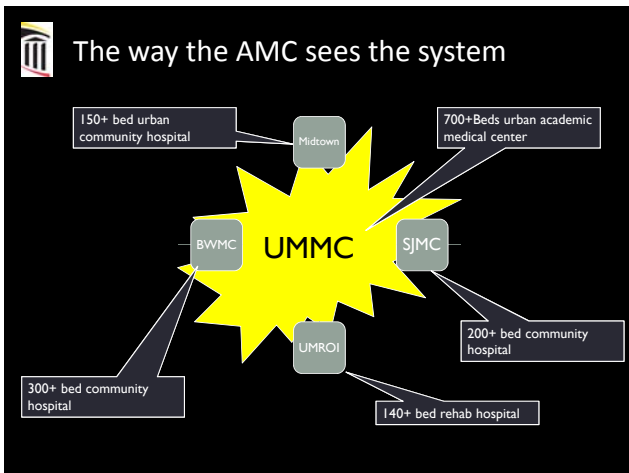 The way the AMC sees the system
150+ bed urban
community hospital
700+Beds urban academic
medical center
Midtown
BWMC
UMMC
SJMC
200+ bed community
hospital
UMROI
300+ bed community
hospital
140+ bed rehab hospital